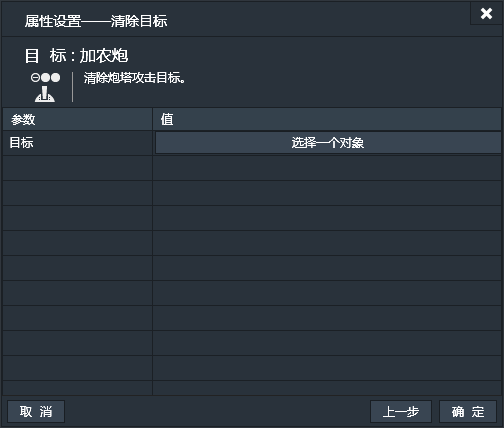 属性设置——清除目标
目 标 : 加农炮
清除炮塔攻击目标。
参数 值
目标 选择一个对象
取 消 上一步 确 定